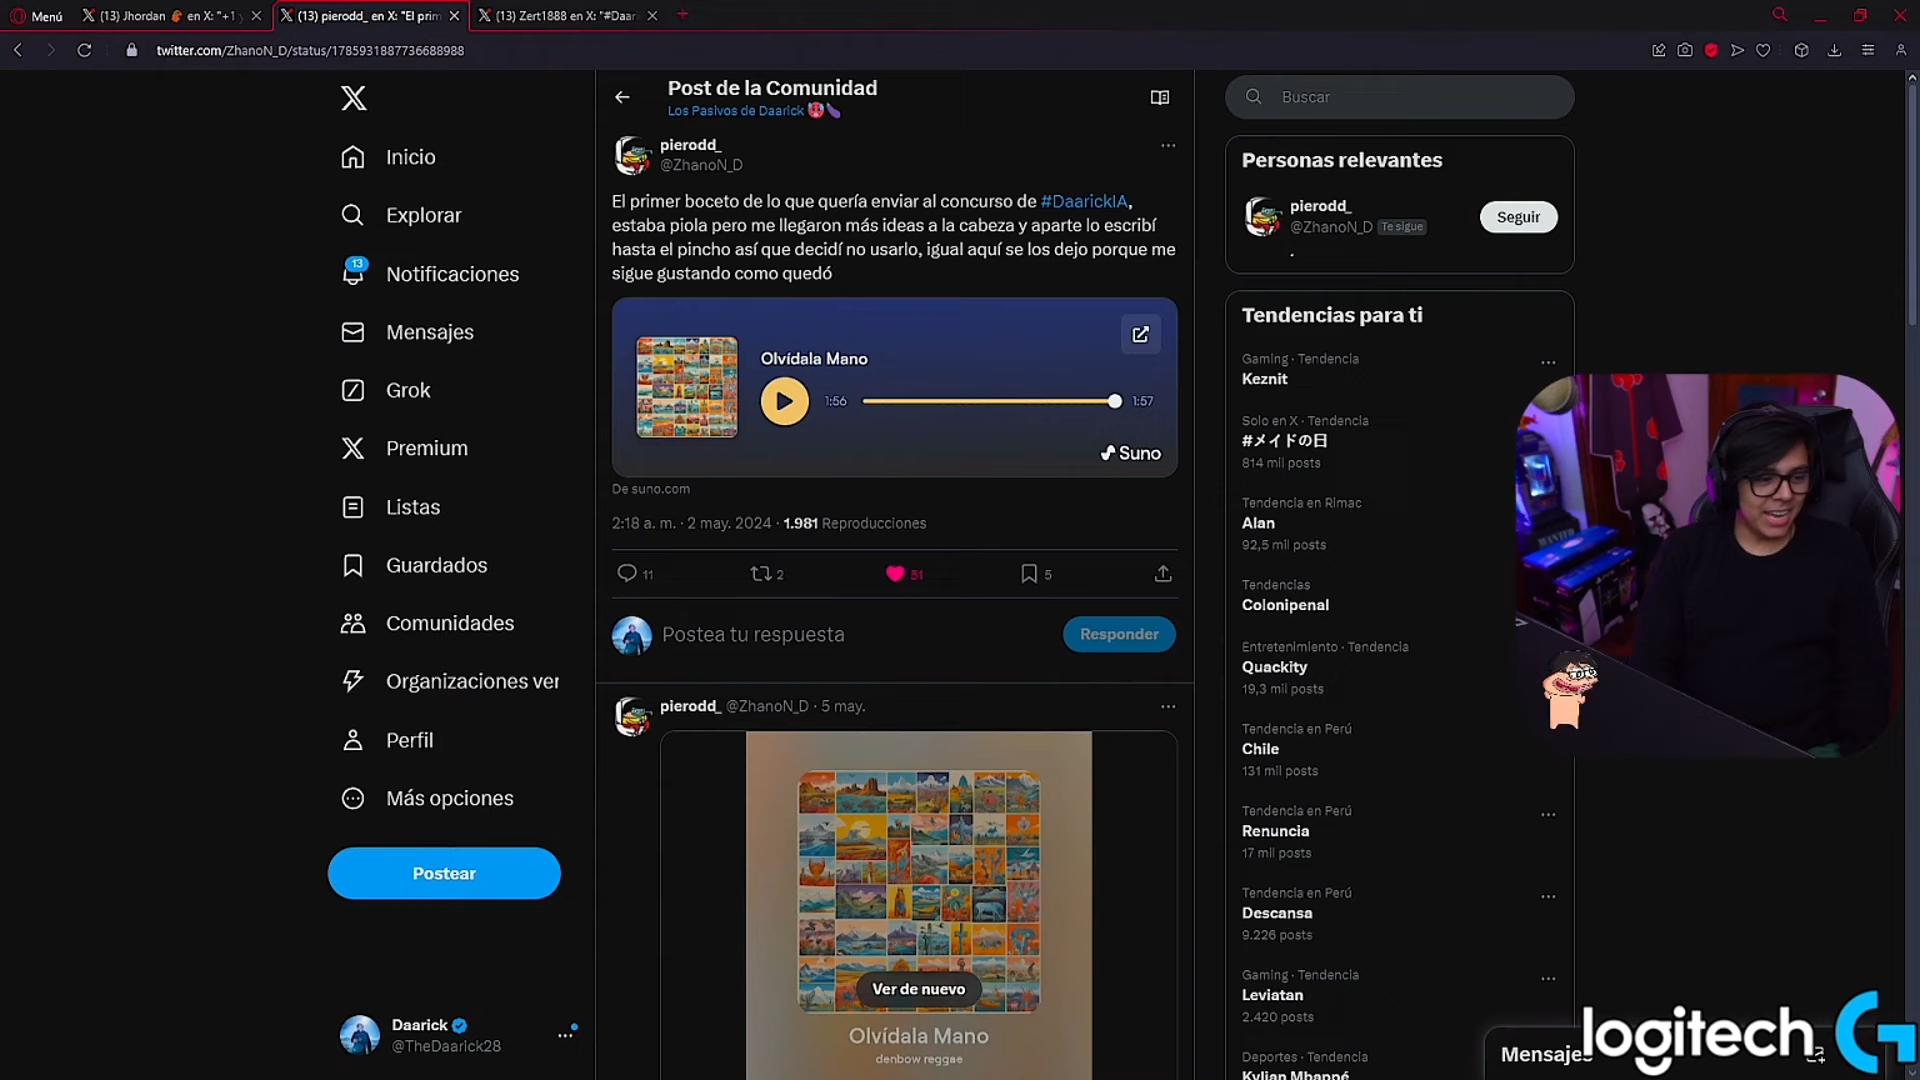 Menú
(13) Jhordan en X: "+1 y
(13) pierodd_ en X: "El prim
(13) Zert1888 en X: "#Daar
twitter.com/ZhanoN_D/status/1785931887736688988
Inicio
Explorar
13
Notificaciones
Mensajes
Grok
Premium
Listas
Guardados
Comunidades
Organizaciones ver
Perfil
Más opciones
Postear
Daarick
@TheDaarick28
Post de la Comunidad
Los Pasivos de Daarick
pierodd_
@ZhanoN_D
El primer boceto de lo que quería enviar al concurso de #DaarickIA,
estaba piola pero me llegaron más ideas a la cabeza y aparte lo escribí
hasta el pincho así que decidí no usarlo, igual aquí se los dejo porque me
sigue gustando como quedó
Olvídala Mano
1:56
1:57
Suno
De suno.com
2:18 a. m. · 2 may. 2024 · 1.981 Reproducciones
11
2
51
5
Postea tu respuesta
Responder
pierodd_ @ZhanoN_D · 5 may.
Ver de nuevo
Olvídala Mano
denbow reggae
Buscar
Personas relevantes
pierodd_
@ZhanoN_D Te sigue
.
Seguir
Tendencias para ti
Gaming · Tendencia
Keznit
Solo en X · Tendencia
#メイドの日
814 mil posts
Tendencia en Rimac
Alan
92,5 mil posts
Tendencias
Colonipenal
Entretenimiento · Tendencia
Quackity
19,3 mil posts
Tendencia en Perú
Chile
131 mil posts
Tendencia en Perú
Renuncia
17 mil posts
Tendencia en Perú
Descansa
9.226 posts
Gaming · Tendencia
Leviatan
2.420 posts
Deportes · Tendencia
Kylian Mbappé
Mensajes
logitech G